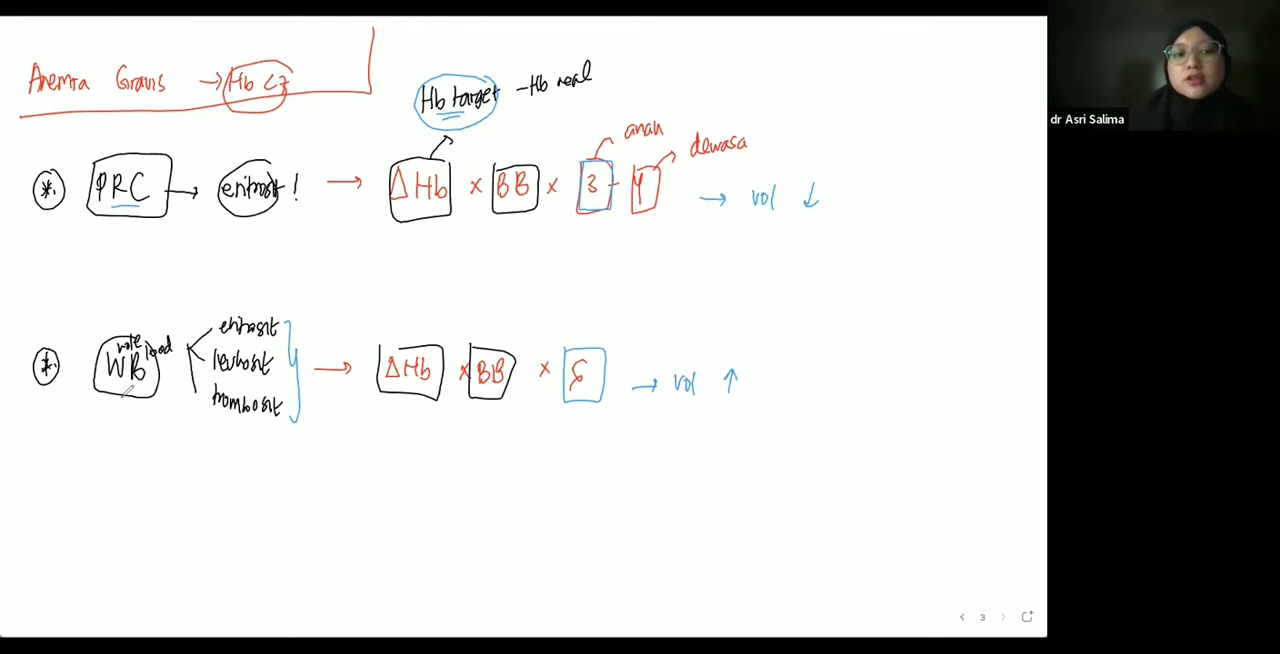 Anemia Gravis → Hb <7
Hb target - Hb real
anak
dewasa
*. PRC → eritrosit! → Δ Hb × BB × 3 - 4 → vol ↓
*. WB → ΔHb × BB × 6 → vol ↑
whole blood
eritrosit
leukosit
trombosit
3
dr Asri Salima